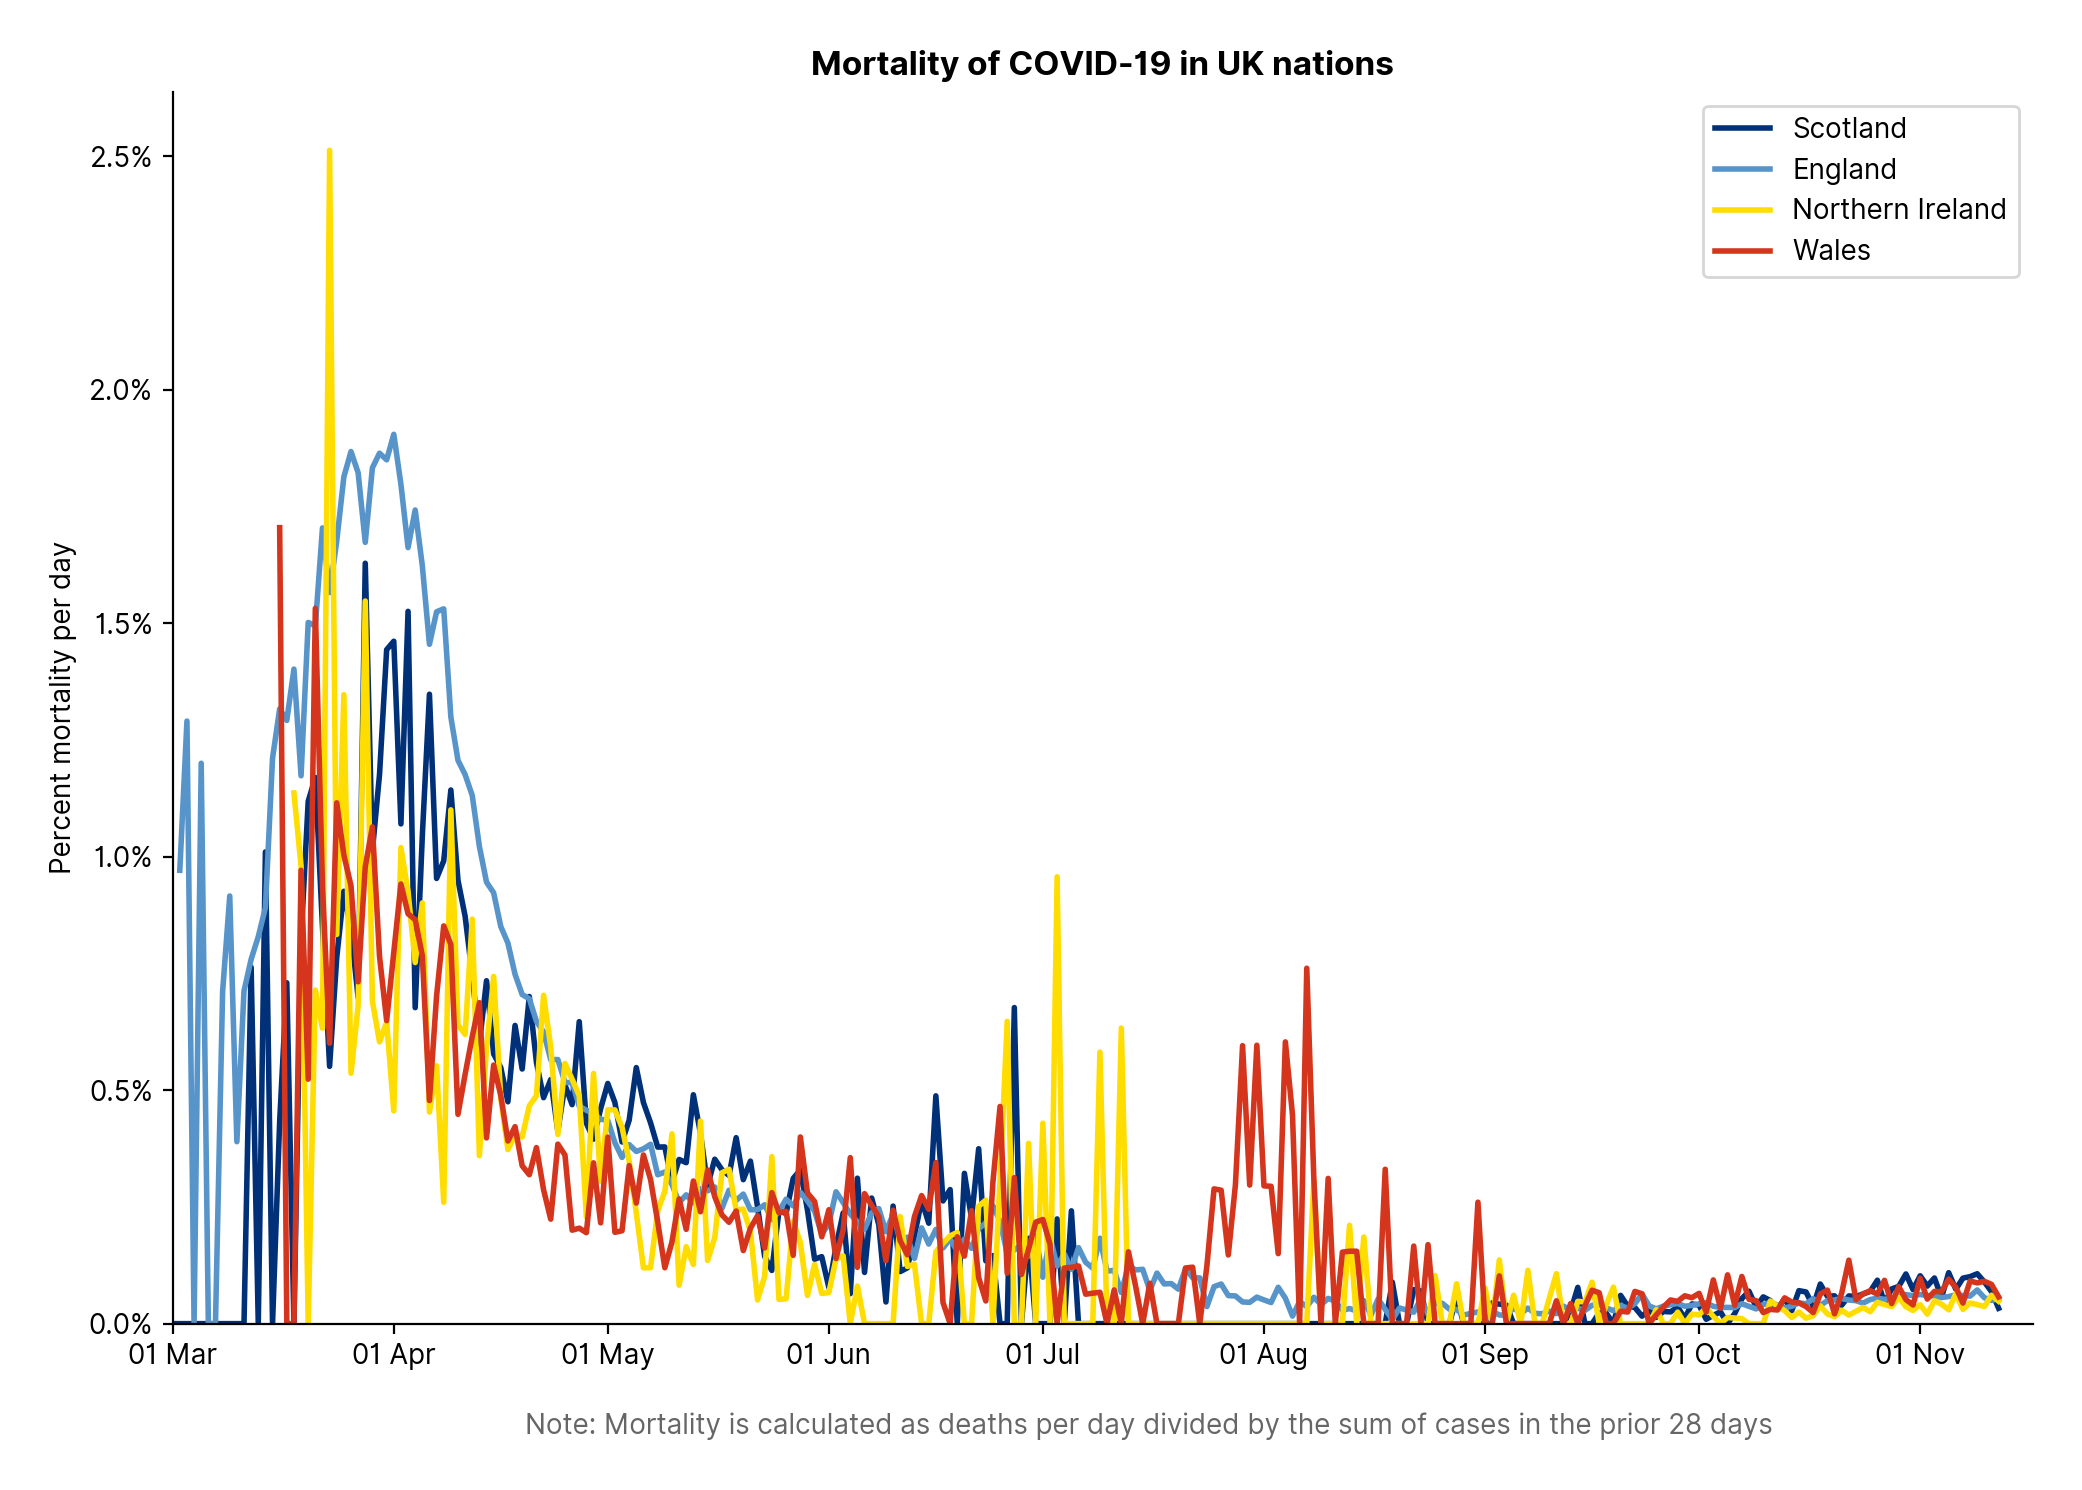 Mortality of COVID-19 in UK nations
Scotland
England
Northern Ireland
Wales
Percent mortality per day
2.5%
2.0%
1.5%
1.0%
0.5%
0.0%
01 Mar 01 Apr 01 May 01 Jun 01 Jul 01 Aug 01 Sep 01 Oct 01 Nov
Note: Mortality is calculated as deaths per day divided by the sum of cases in the prior 28 days